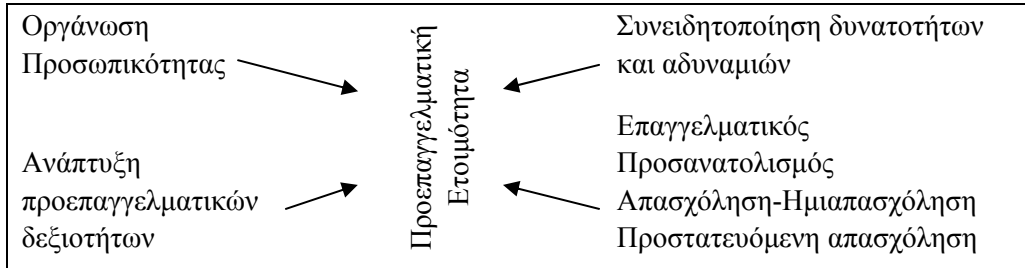 Οργάνωση
Προσωπικότητας
Ανάπτυξη
προεπαγγελματικών
δεξιοτήτων
Προεπαγγελματική
Ετοιμότητα
Συνειδητοποίηση δυνατοτήτων
και αδυναμιών
Επαγγελματικός
Προσανατολισμός
Απασχόληση-Ημιαπασχόληση
Προστατευόμενη απασχόληση